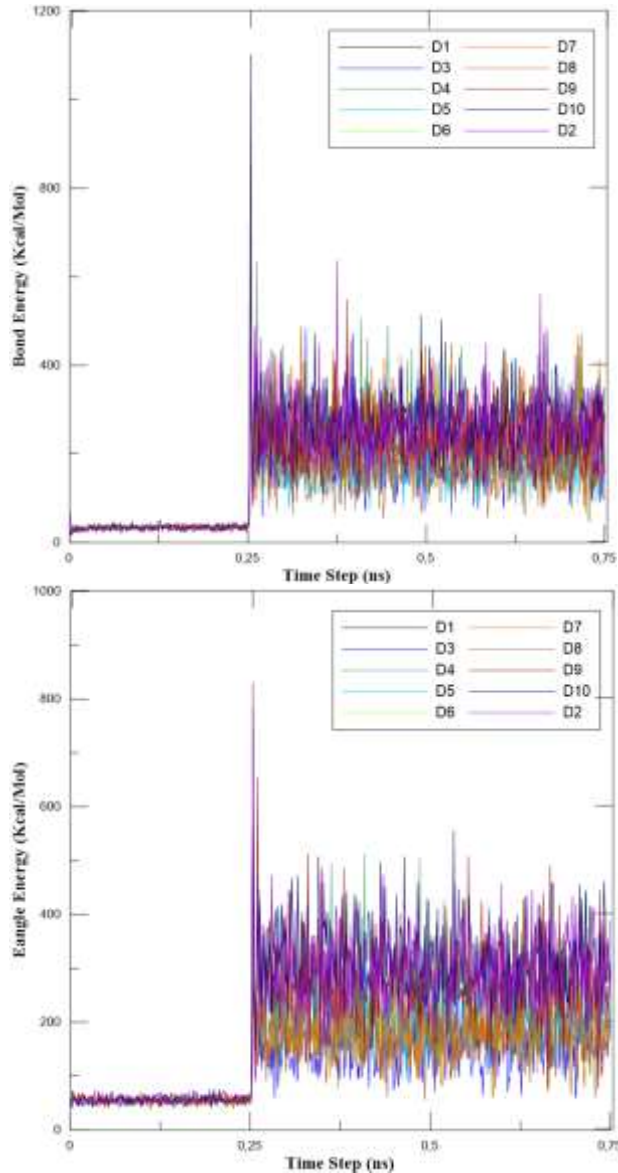 1200
D1 D7
D3 D8
D4 D9
D5 D10
D6 D2
800
Bond Energy (Kcal/Mol)
400
0
0 0,25 0,5 0,75
Time Step (ns)
1000
D1 D7
D3 D8
D4 D9
D5 D10
D6 D2
800
600
Eangle Energy (Kcal/Mol)
400
200
0
0 0,25 0,5 0,75
Time Step (ns)